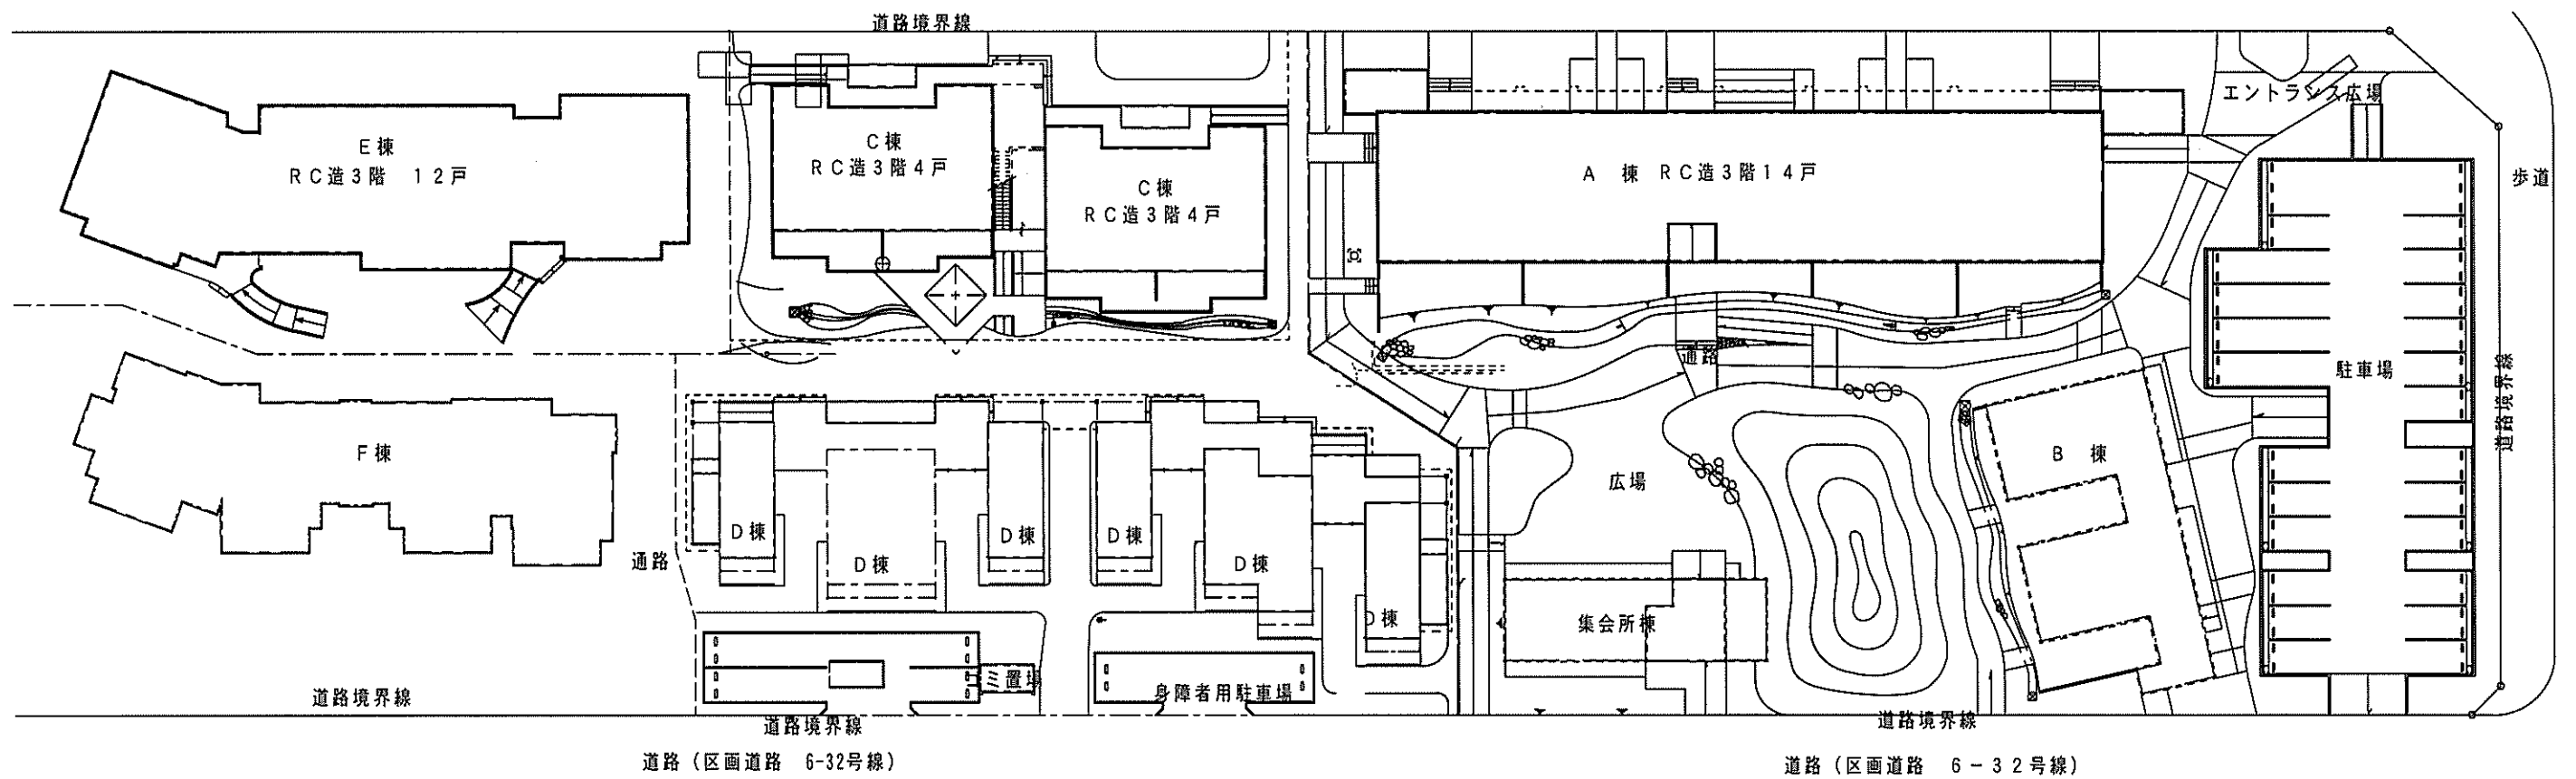 道路境界線
エントランス広場
E棟
RC造3階 12戸
C棟
RC造3階4戸
C棟
RC造3階4戸
A 棟 RC造3階14戸
歩道
通路
駐車場
道路境界線
F棟
広場
B 棟
D棟
D棟
D棟
D棟
D棟
D棟
通路
集会所棟
ミ置場
身障者用駐車場
道路境界線
道路境界線
道路境界線
道路(区画道路 6-32号線)
道路(区画道路 6-32号線)